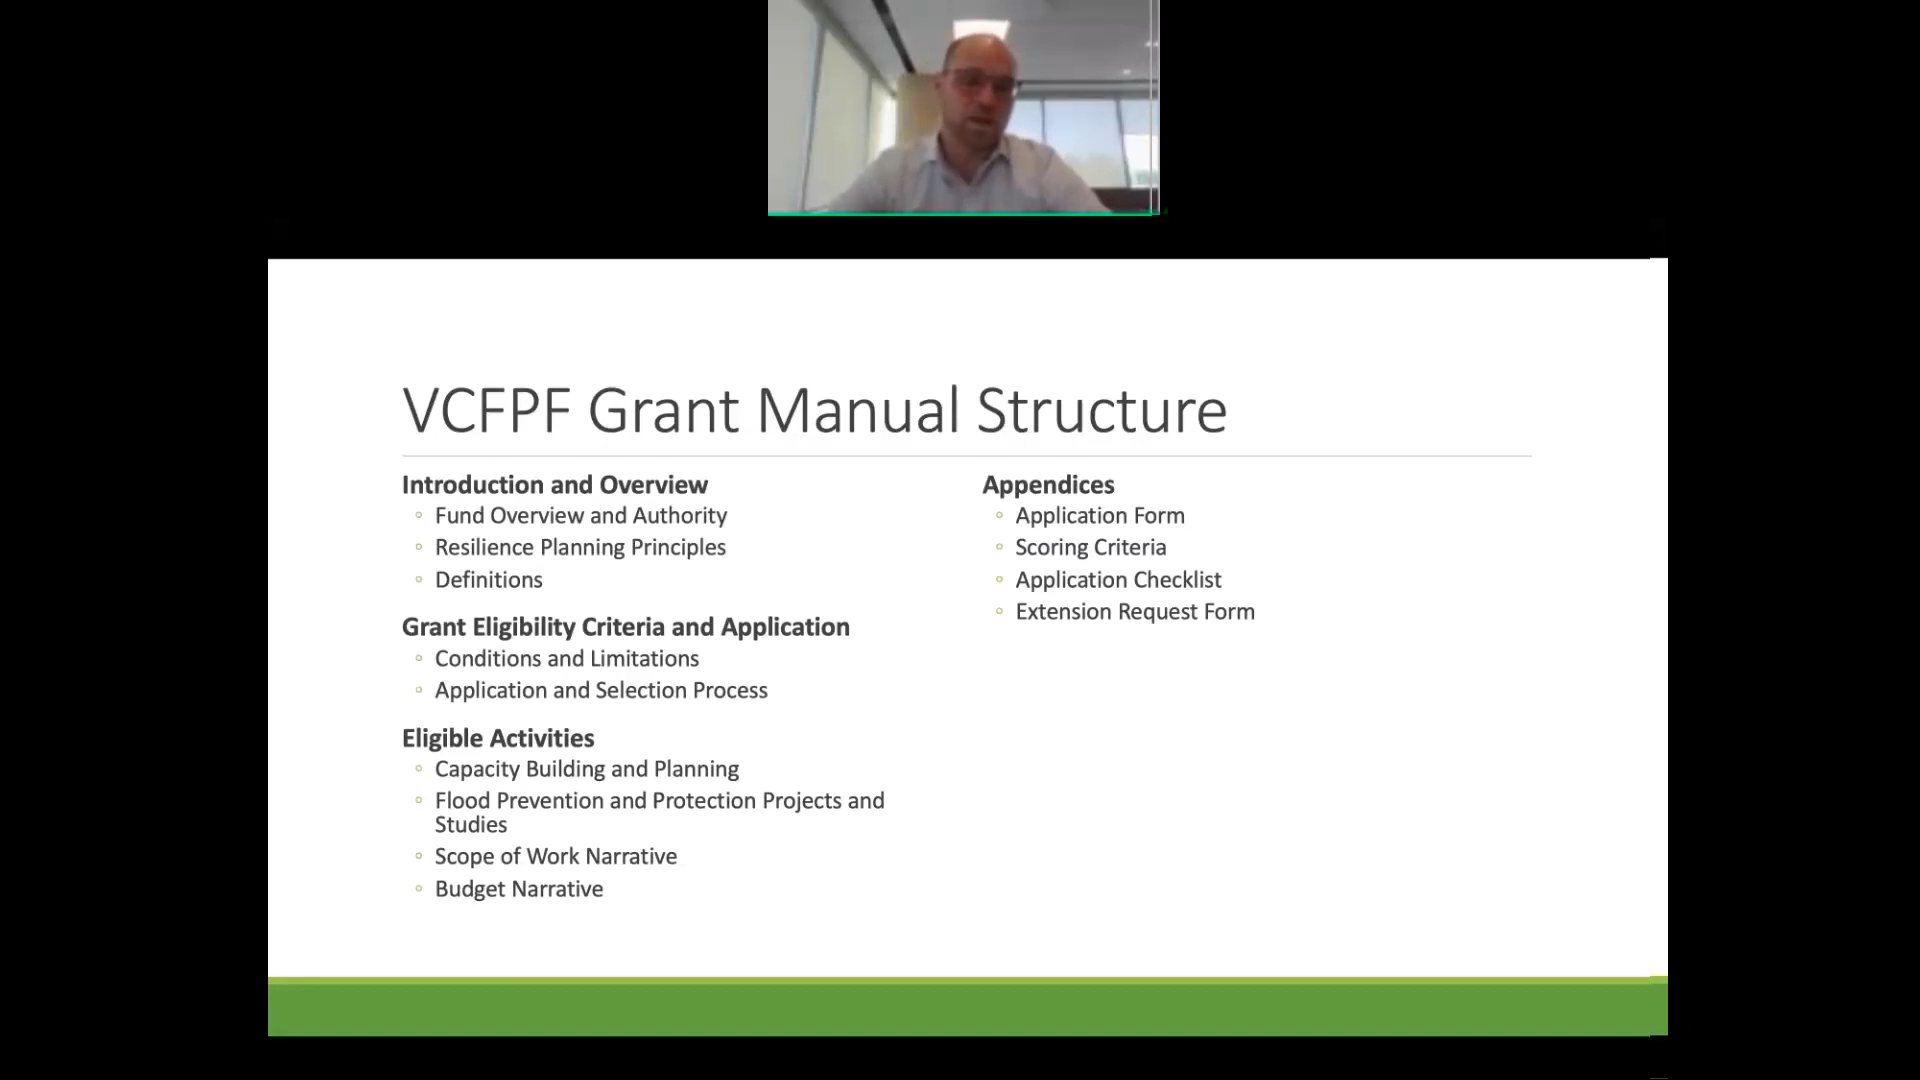 VCFPF Grant Manual Structure
Introduction and Overview
Fund Overview and Authority
Resilience Planning Principles
Definitions
Grant Eligibility Criteria and Application
Conditions and Limitations
Application and Selection Process
Eligible Activities
Capacity Building and Planning
Flood Prevention and Protection Projects and
Studies
Scope of Work Narrative
Budget Narrative
Appendices
Application Form
Scoring Criteria
Application Checklist
Extension Request Form